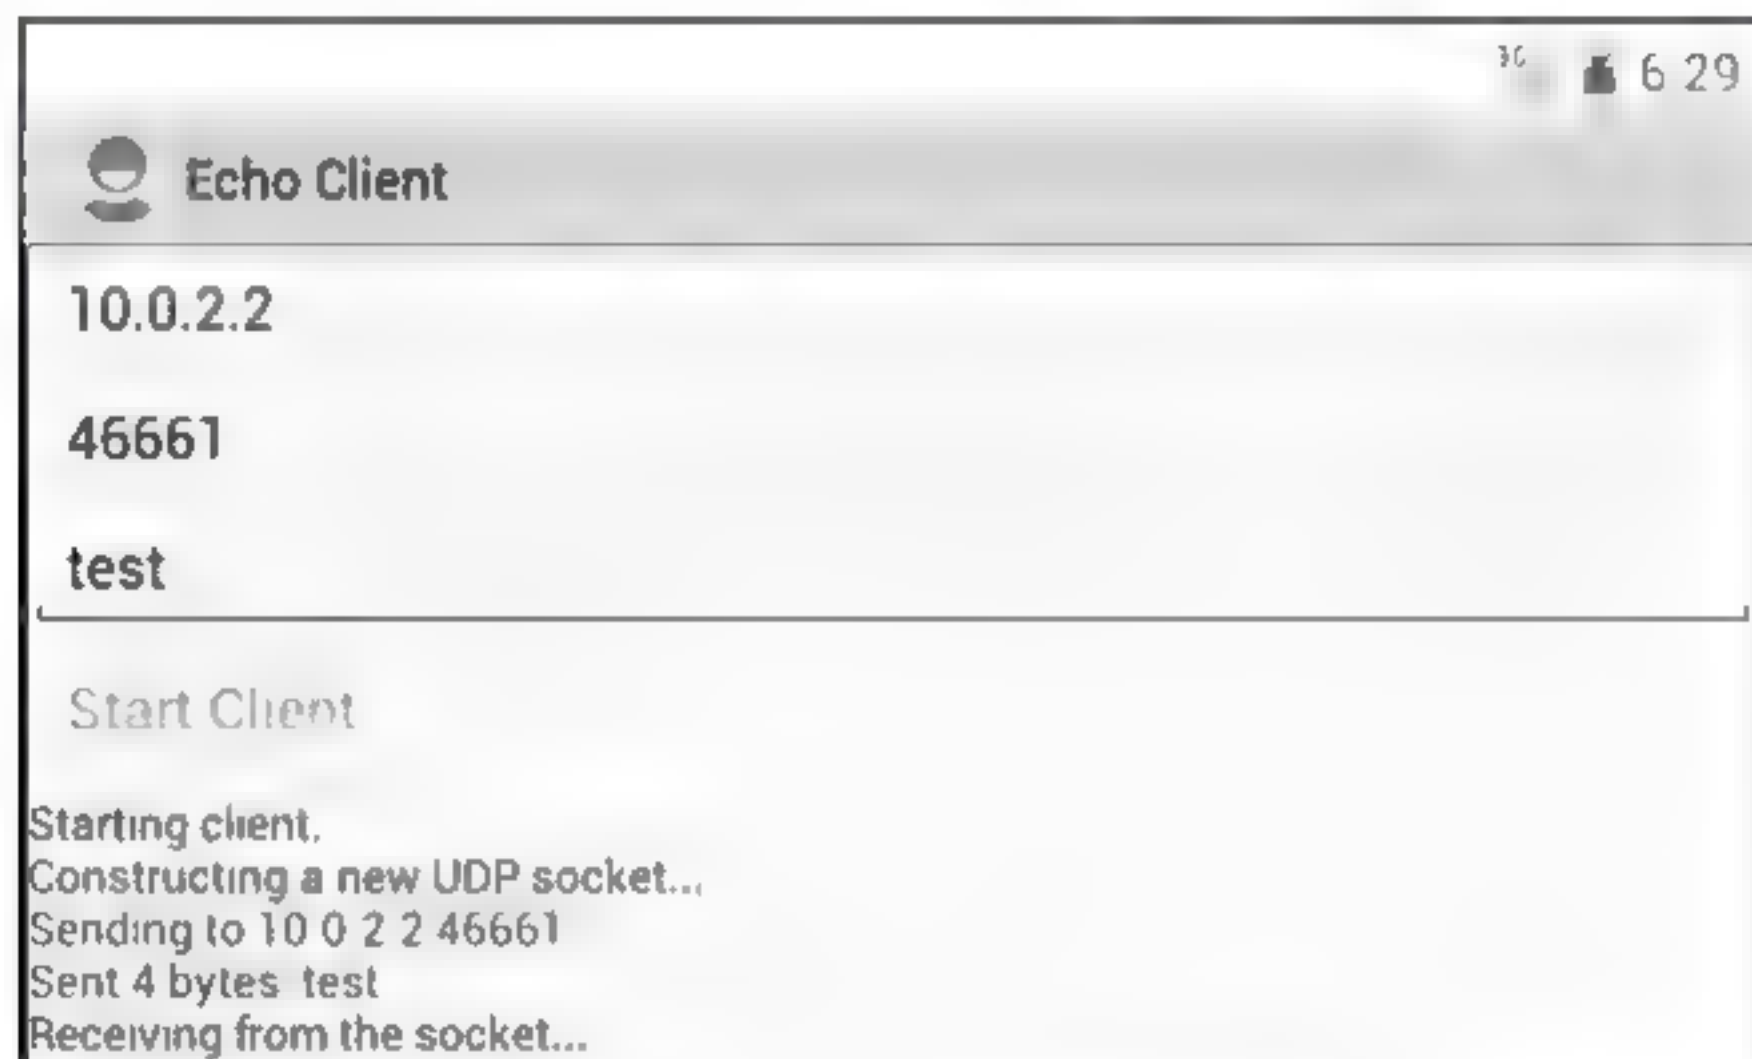 6 29
Echo Client
10.0.2.2
46661
test
Start Client
Starting client.
Constructing a new UDP socket...
Sending to 10 0 2 2 46661
Sent 4 bytes test
Receiving from the socket...